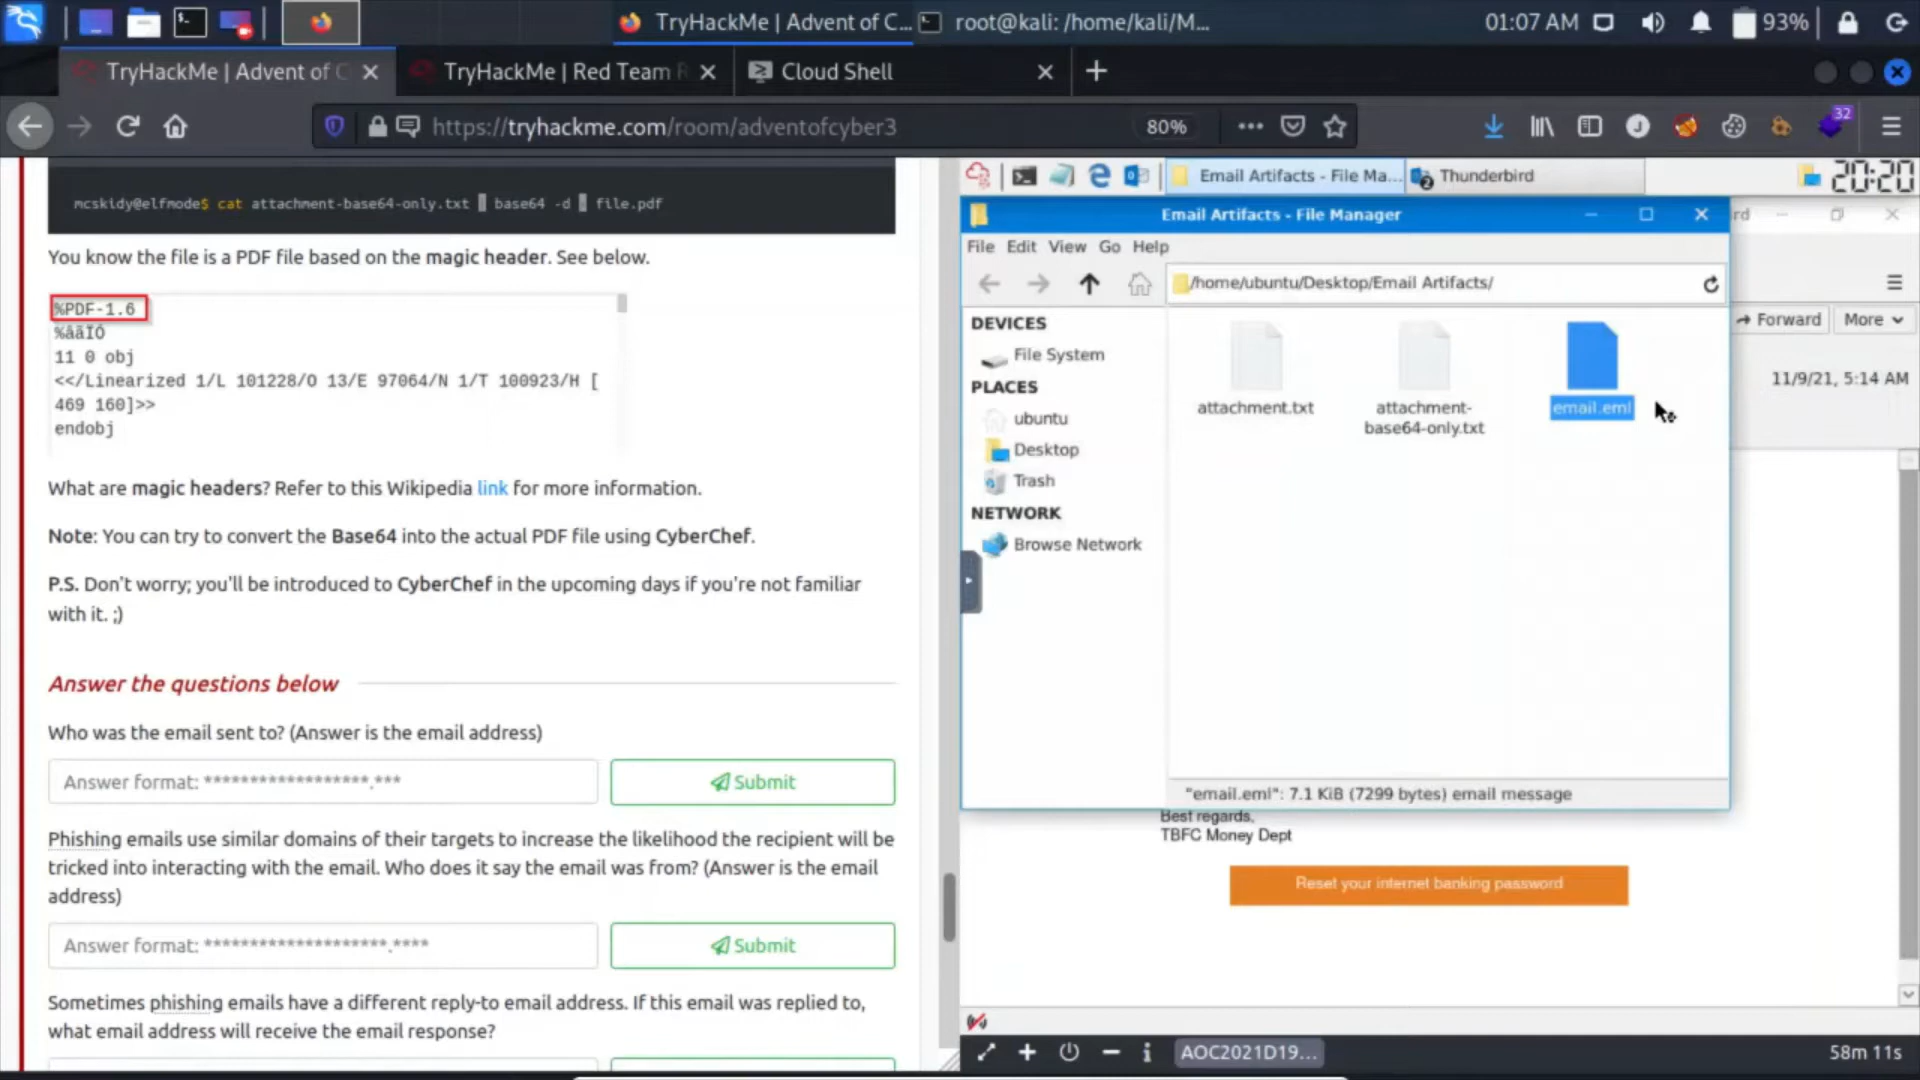 TryHackMe | Advent of C...
root@kali: /home/kali/M...
01:07 AM
93%
TryHackMe | Advent of C
TryHackMe | Red Team R
Cloud Shell
https://tryhackme.com/room/adventofcyber3
80%
32
mcskidy@elfmode$ cat attachment-base64-only.txt | base64 -d | file.pdf
You know the file is a PDF file based on the magic header. See below.
%PDF-1.6
%âãÏÓ
11 0 obj
<</Linearized 1/L 101228/O 13/E 97064/N 1/T 100923/H [
469 160]>>
endobj
What are magic headers? Refer to this Wikipedia link for more information.
Note: You can try to convert the Base64 into the actual PDF file using CyberChef.
P.S. Don't worry; you'll be introduced to CyberChef in the upcoming days if you're not familiar
with it. ;)
Answer the questions below
Who was the email sent to? (Answer is the email address)
Answer format: ******************.***
Submit
Phishing emails use similar domains of their targets to increase the likelihood the recipient will be
tricked into interacting with the email. Who does it say the email was from? (Answer is the email
address)
Answer format: ********************.****
Submit
Sometimes phishing emails have a different reply-to email address. If this email was replied to,
what email address will receive the email response?
Email Artifacts - File Ma...
Thunderbird
20:20
Email Artifacts - File Manager
rd
File Edit View Go Help
/home/ubuntu/Desktop/Email Artifacts/
DEVICES
File System
PLACES
ubuntu
Desktop
Trash
NETWORK
Browse Network
attachment.txt
attachment-
base64-only.txt
email.eml
"email.eml": 7.1 KiB (7299 bytes) email message
Forward
More
11/9/21, 5:14 AM
Best regards,
TBFC Money Dept
Reset your internet banking password
AOC2021D19...
58m 11s